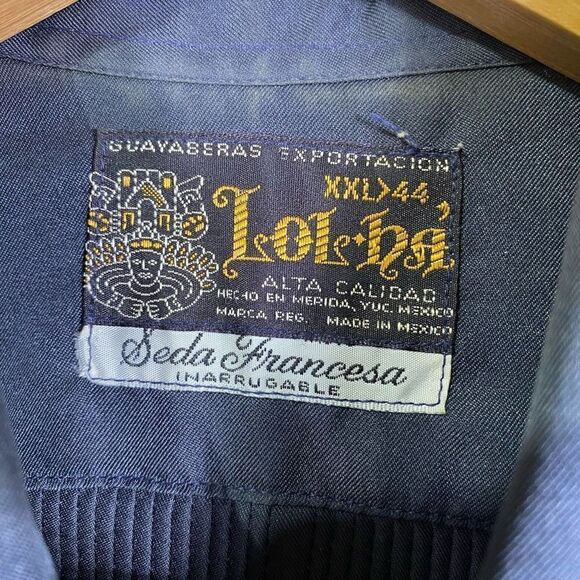 GUAYABERAS EXPORTACION
XXL>44
Lol-ha
ALTA CALIDAD
HECHO EN MERIDA, YUC. MEXICO
MARCA REG. MADE IN MEXICO
Seda Francesa
INARRUGABLE